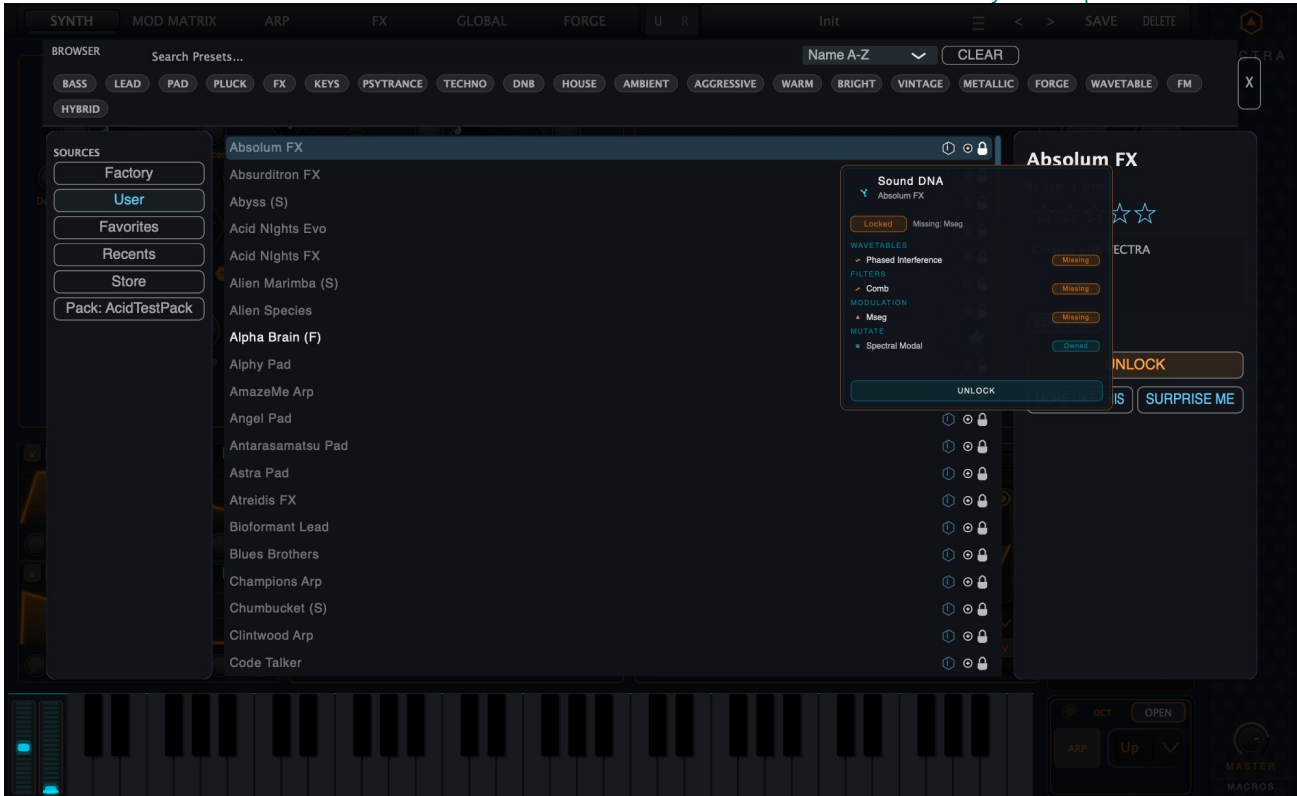 SYNTH MOD MATRIX ARP FX GLOBAL FORGE U R Init < > SAVE DELETE
BROWSER Search Presets... Name A-Z CLEAR
BASS LEAD PAD PLUCK FX KEYS PSYTRANCE TECHNO DNB HOUSE AMBIENT AGGRESSIVE WARM BRIGHT VINTAGE METALLIC FORGE WAVETABLE FM X
HYBRID
SOURCES
Factory
User
Favorites
Recents
Store
Pack: AcidTestPack
Absolum FX
Absurditron FX
Abyss (S)
Acid NIghts Evo
Acid NIghts FX
Alien Marimba (S)
Alien Species
Alpha Brain (F)
Alphy Pad
AmazeMe Arp
Angel Pad
Antarasamatsu Pad
Astra Pad
Atreidis FX
Bioformant Lead
Blues Brothers
Champions Arp
Chumbucket (S)
Clintwood Arp
Code Talker
Sound DNA
Absolum FX
Locked Missing: Mseg
WAVETABLES
Phased Interference Missing
FILTERS
Comb Missing
MODULATION
Mseg Missing
MUTATE
Spectral Modal Owned
UNLOCK
Absolum FX
SURPRISE ME
OCT OPEN
ARP Up
MASTER
MACROS